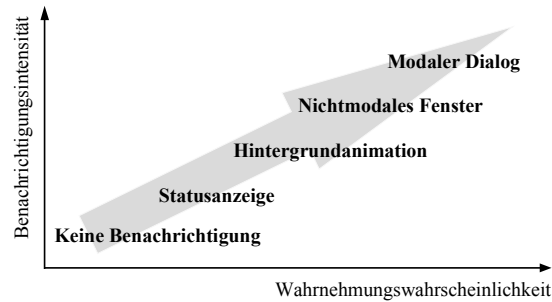 Benachrichtigungsintensität
Modaler Dialog
Nichtmodales Fenster
Hintergrundanimation
Statusanzeige
Keine Benachrichtigung
Wahrnehmungswahrscheinlichkeit